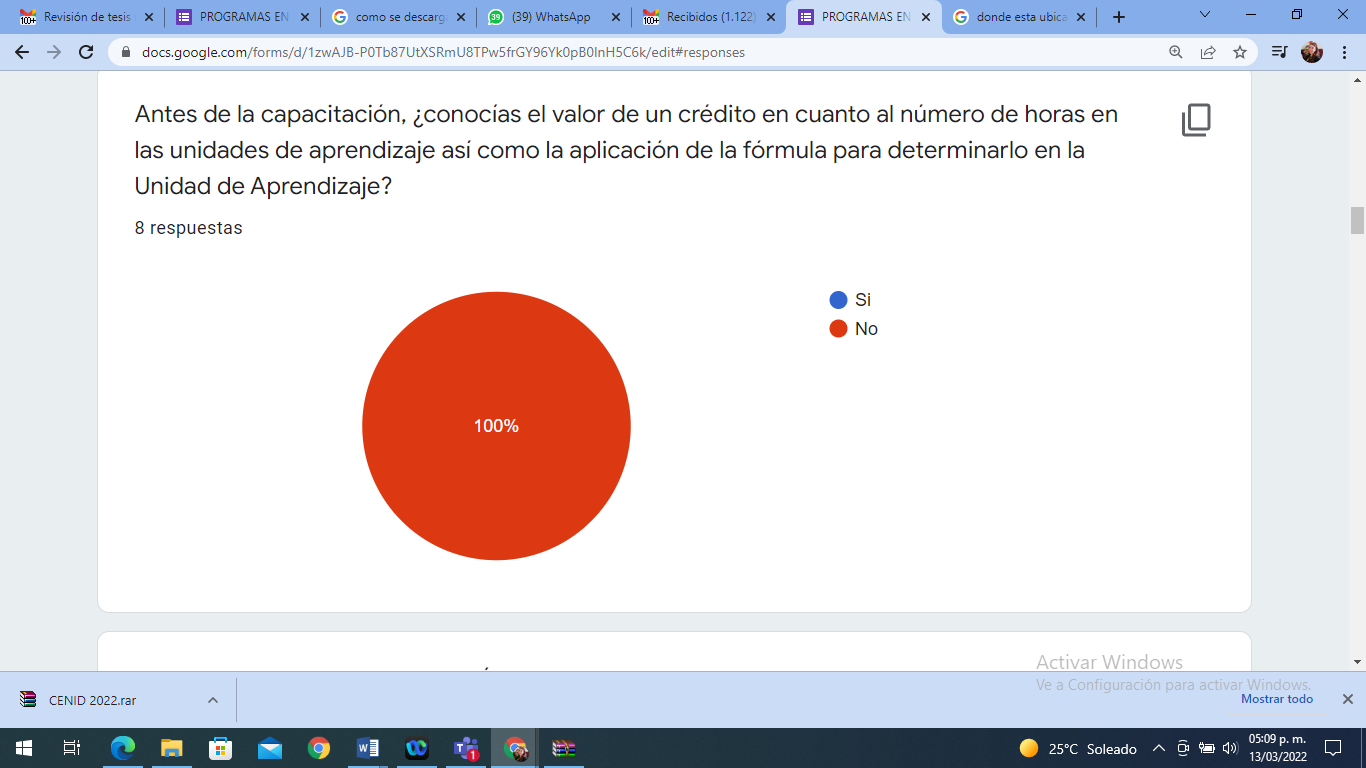 Revisión de tesis
PROGRAMAS EN
como se descarg
(39) WhatsApp
Recibidos (1.122)
PROGRAMAS EN
donde esta ubica
docs.google.com/forms/d/1zwAJB-P0Tb87UtXSRmU8TPw5frGY96Yk0pB0lnH5C6k/edit#responses
Antes de la capacitación, ¿conocías el valor de un crédito en cuanto al número de horas en
las unidades de aprendizaje así como la aplicación de la fórmula para determinarlo en la
Unidad de Aprendizaje?
8 respuestas
Si
No
100%
Activar Windows
Ve a Configuración para activar Windows.
CENID 2022.rar
Mostrar todo
25°C Soleado
05:09 p. m.
13/03/2022